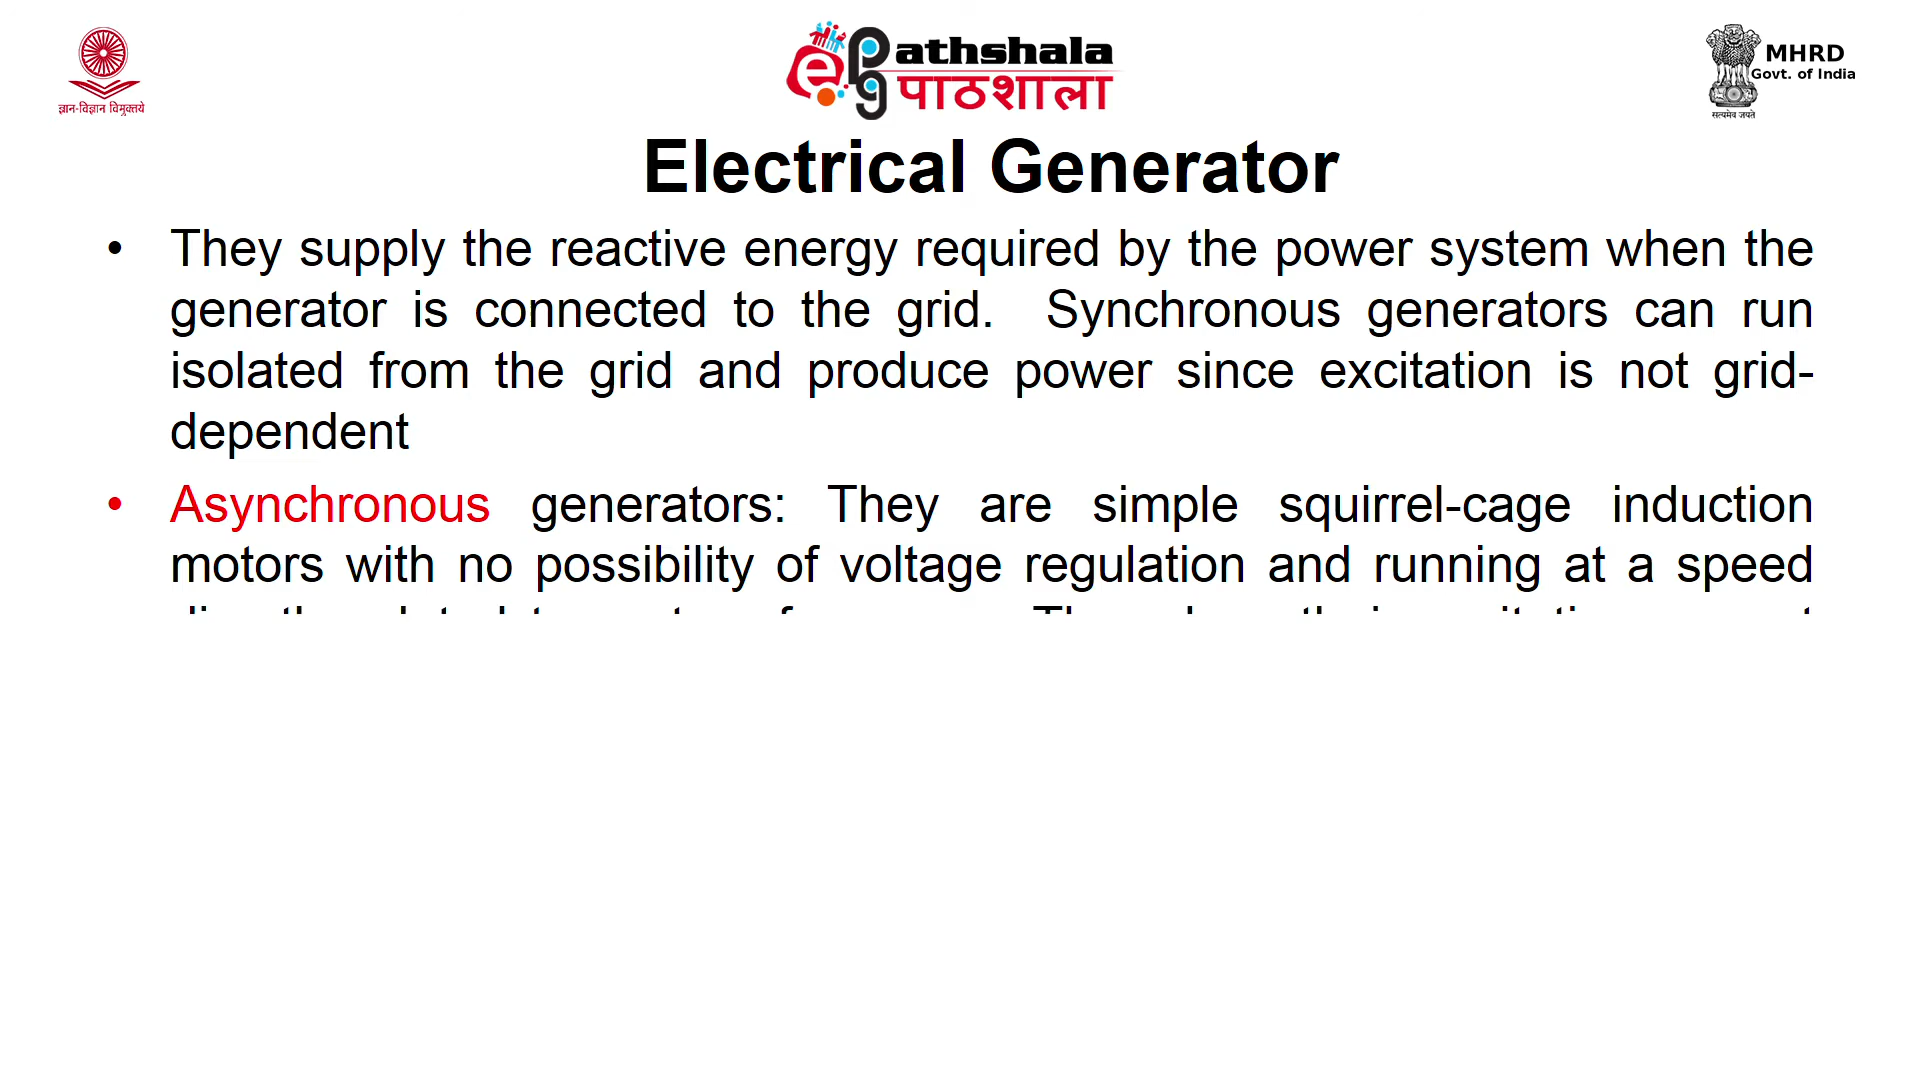 ज्ञान-विज्ञान विमुक्तये
epgathshala
पाठशाला
MHRD
Govt. of India
सत्यमेव जयते
Electrical Generator
• They supply the reactive energy required by the power system when the
generator is connected to the grid. Synchronous generators can run
isolated from the grid and produce power since excitation is not grid-
dependent
• Asynchronous generators: They are simple squirrel-cage induction
motors with no possibility of voltage regulation and running at a speed